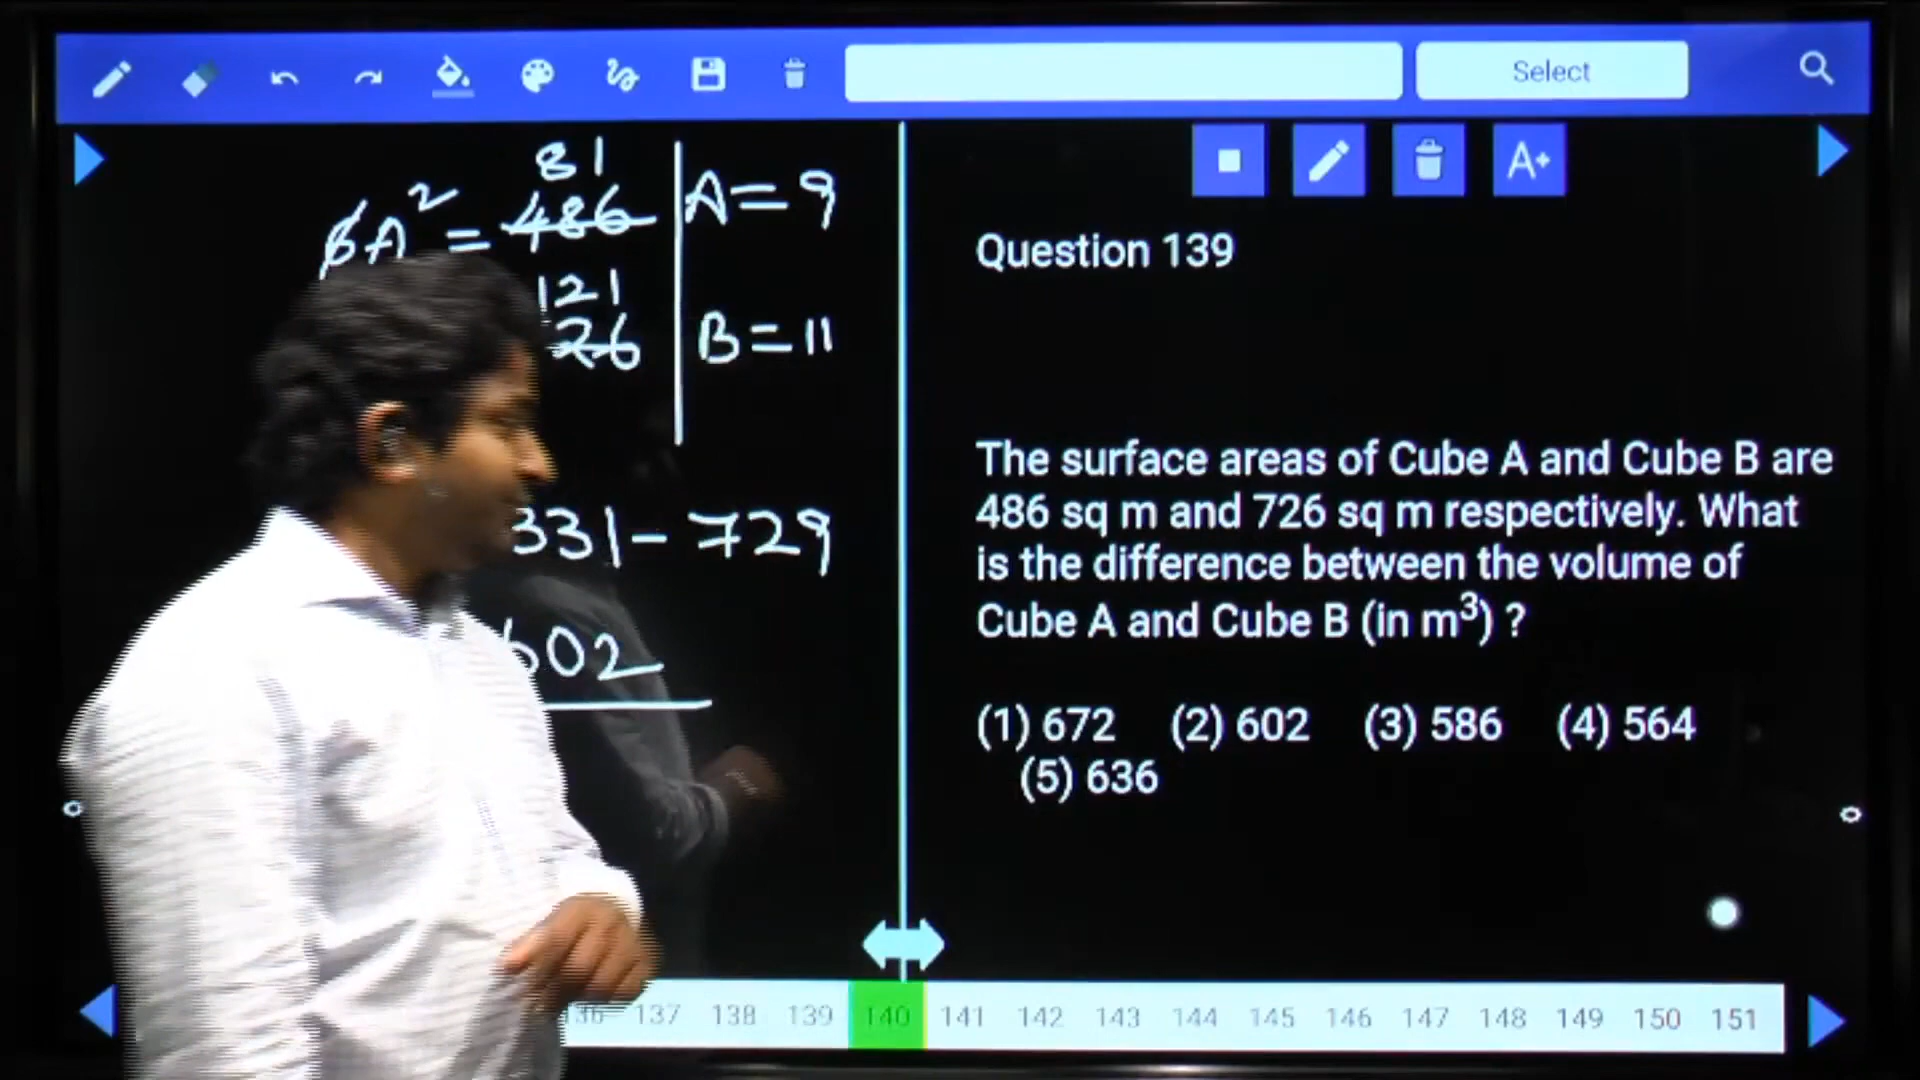 Select
A+
81
6A² = 486
A = 9
121
26
B = 11
331 - 729
602
Question 139
The surface areas of Cube A and Cube B are
486 sq m and 726 sq m respectively. What
is the difference between the volume of
Cube A and Cube B (in m³) ?
(1) 672 (2) 602 (3) 586 (4) 564
(5) 636
136 137 138 139 140 141 142 143 144 145 146 147 148 149 150 151